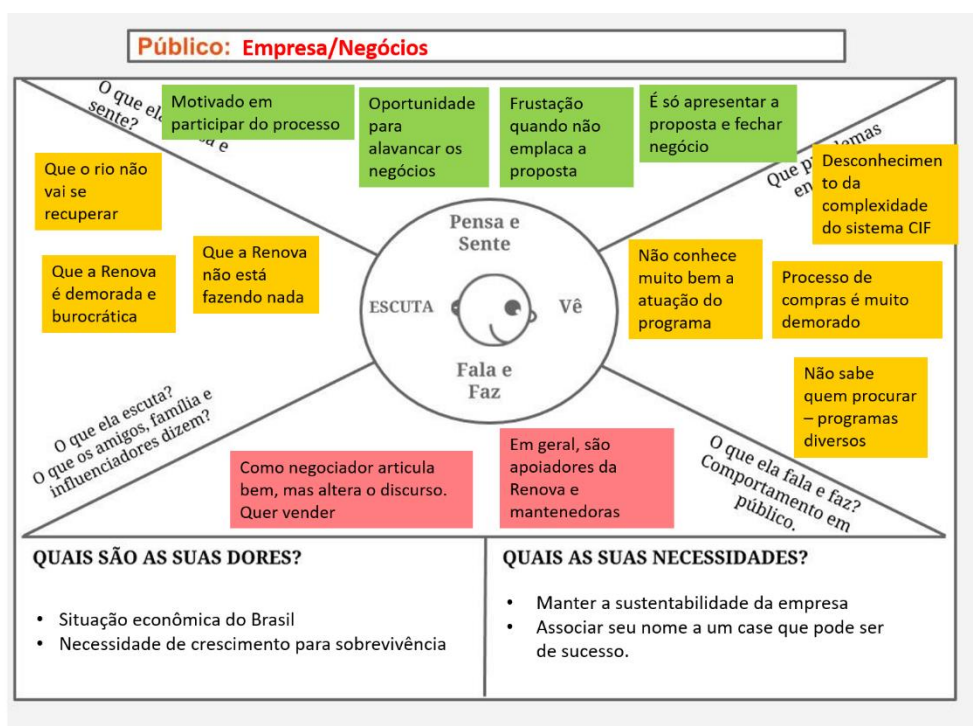 Público: Empresa/Negócios
O que ela
sente?
e
Motivado em
participar do processo
Oportunidade
para
alavancar os
negócios
Frustação
quando não
emplaca a
proposta
É só apresentar a
proposta e fechar
negócio
Que
Que o rio não
vai se
recuperar
Que a Renova
é demorada e
burocrática
Que a Renova
não está
fazendo nada
Pensa e
Sente
ESCUTA
Vê
Fala e
Faz
Desconhecimen
to da
complexidade
do sistema CIF
Não conhece
muito bem a
atuação do
programa
Processo de
compras é muito
demorado
Não sabe
quem procurar
– programas
diversos
O que ela escuta?
O que os amigos, família e
influenciadores dizem?
Como negociador articula
bem, mas altera o discurso.
Quer vender
Em geral, são
apoiadores da
Renova e
mantenedoras
O que ela fala e faz?
Comportamento em
público.
QUAIS SÃO AS SUAS DORES?
• Situação econômica do Brasil
• Necessidade de crescimento para sobrevivência
QUAIS AS SUAS NECESSIDADES?
• Manter a sustentabilidade da empresa
• Associar seu nome a um case que pode ser
de sucesso.